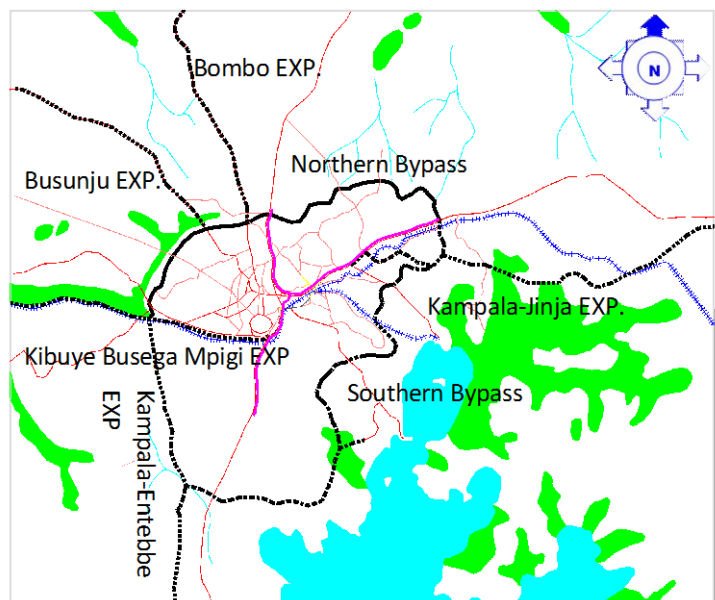 Bombo EXP.
N
Northern Bypass
Busunju EXP.
Kampala-Jinja EXP.
Kibuye Busega Mpigi EXP
Kampala-Entebbe
EXP
Southern Bypass